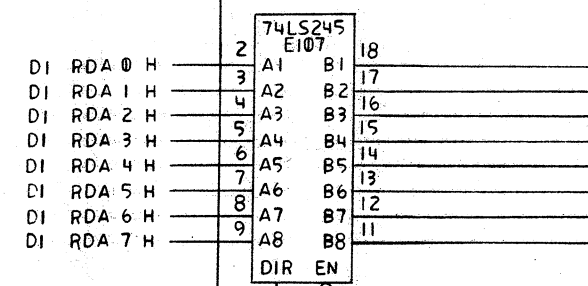 74LS245
E107
DI RDA 0 H 2 A1 B1 18
DI RDA 1 H 3 A2 B2 17
DI RDA 2 H 4 A3 B3 16
DI RDA 3 H 5 A4 B4 15
DI RDA 4 H 6 A5 B5 14
DI RDA 5 H 7 A6 B6 13
DI RDA 6 H 8 A7 B7 12
DI RDA 7 H 9 A8 B8 11
DIR EN